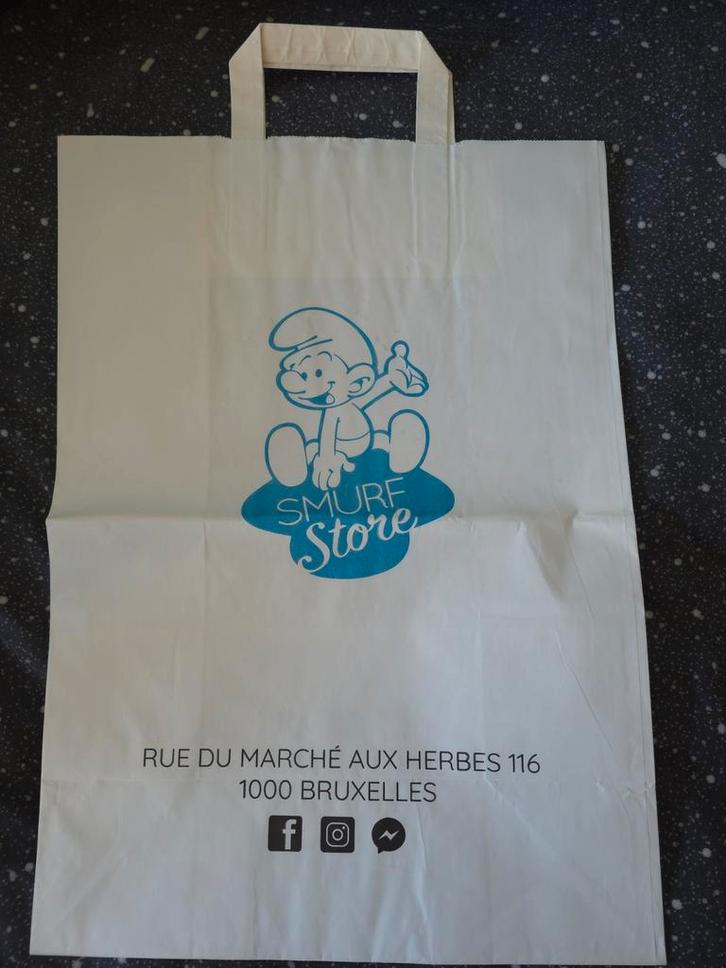 SMURF
Store
RUE DU MARCHÉ AUX HERBES 116
1000 BRUXELLES